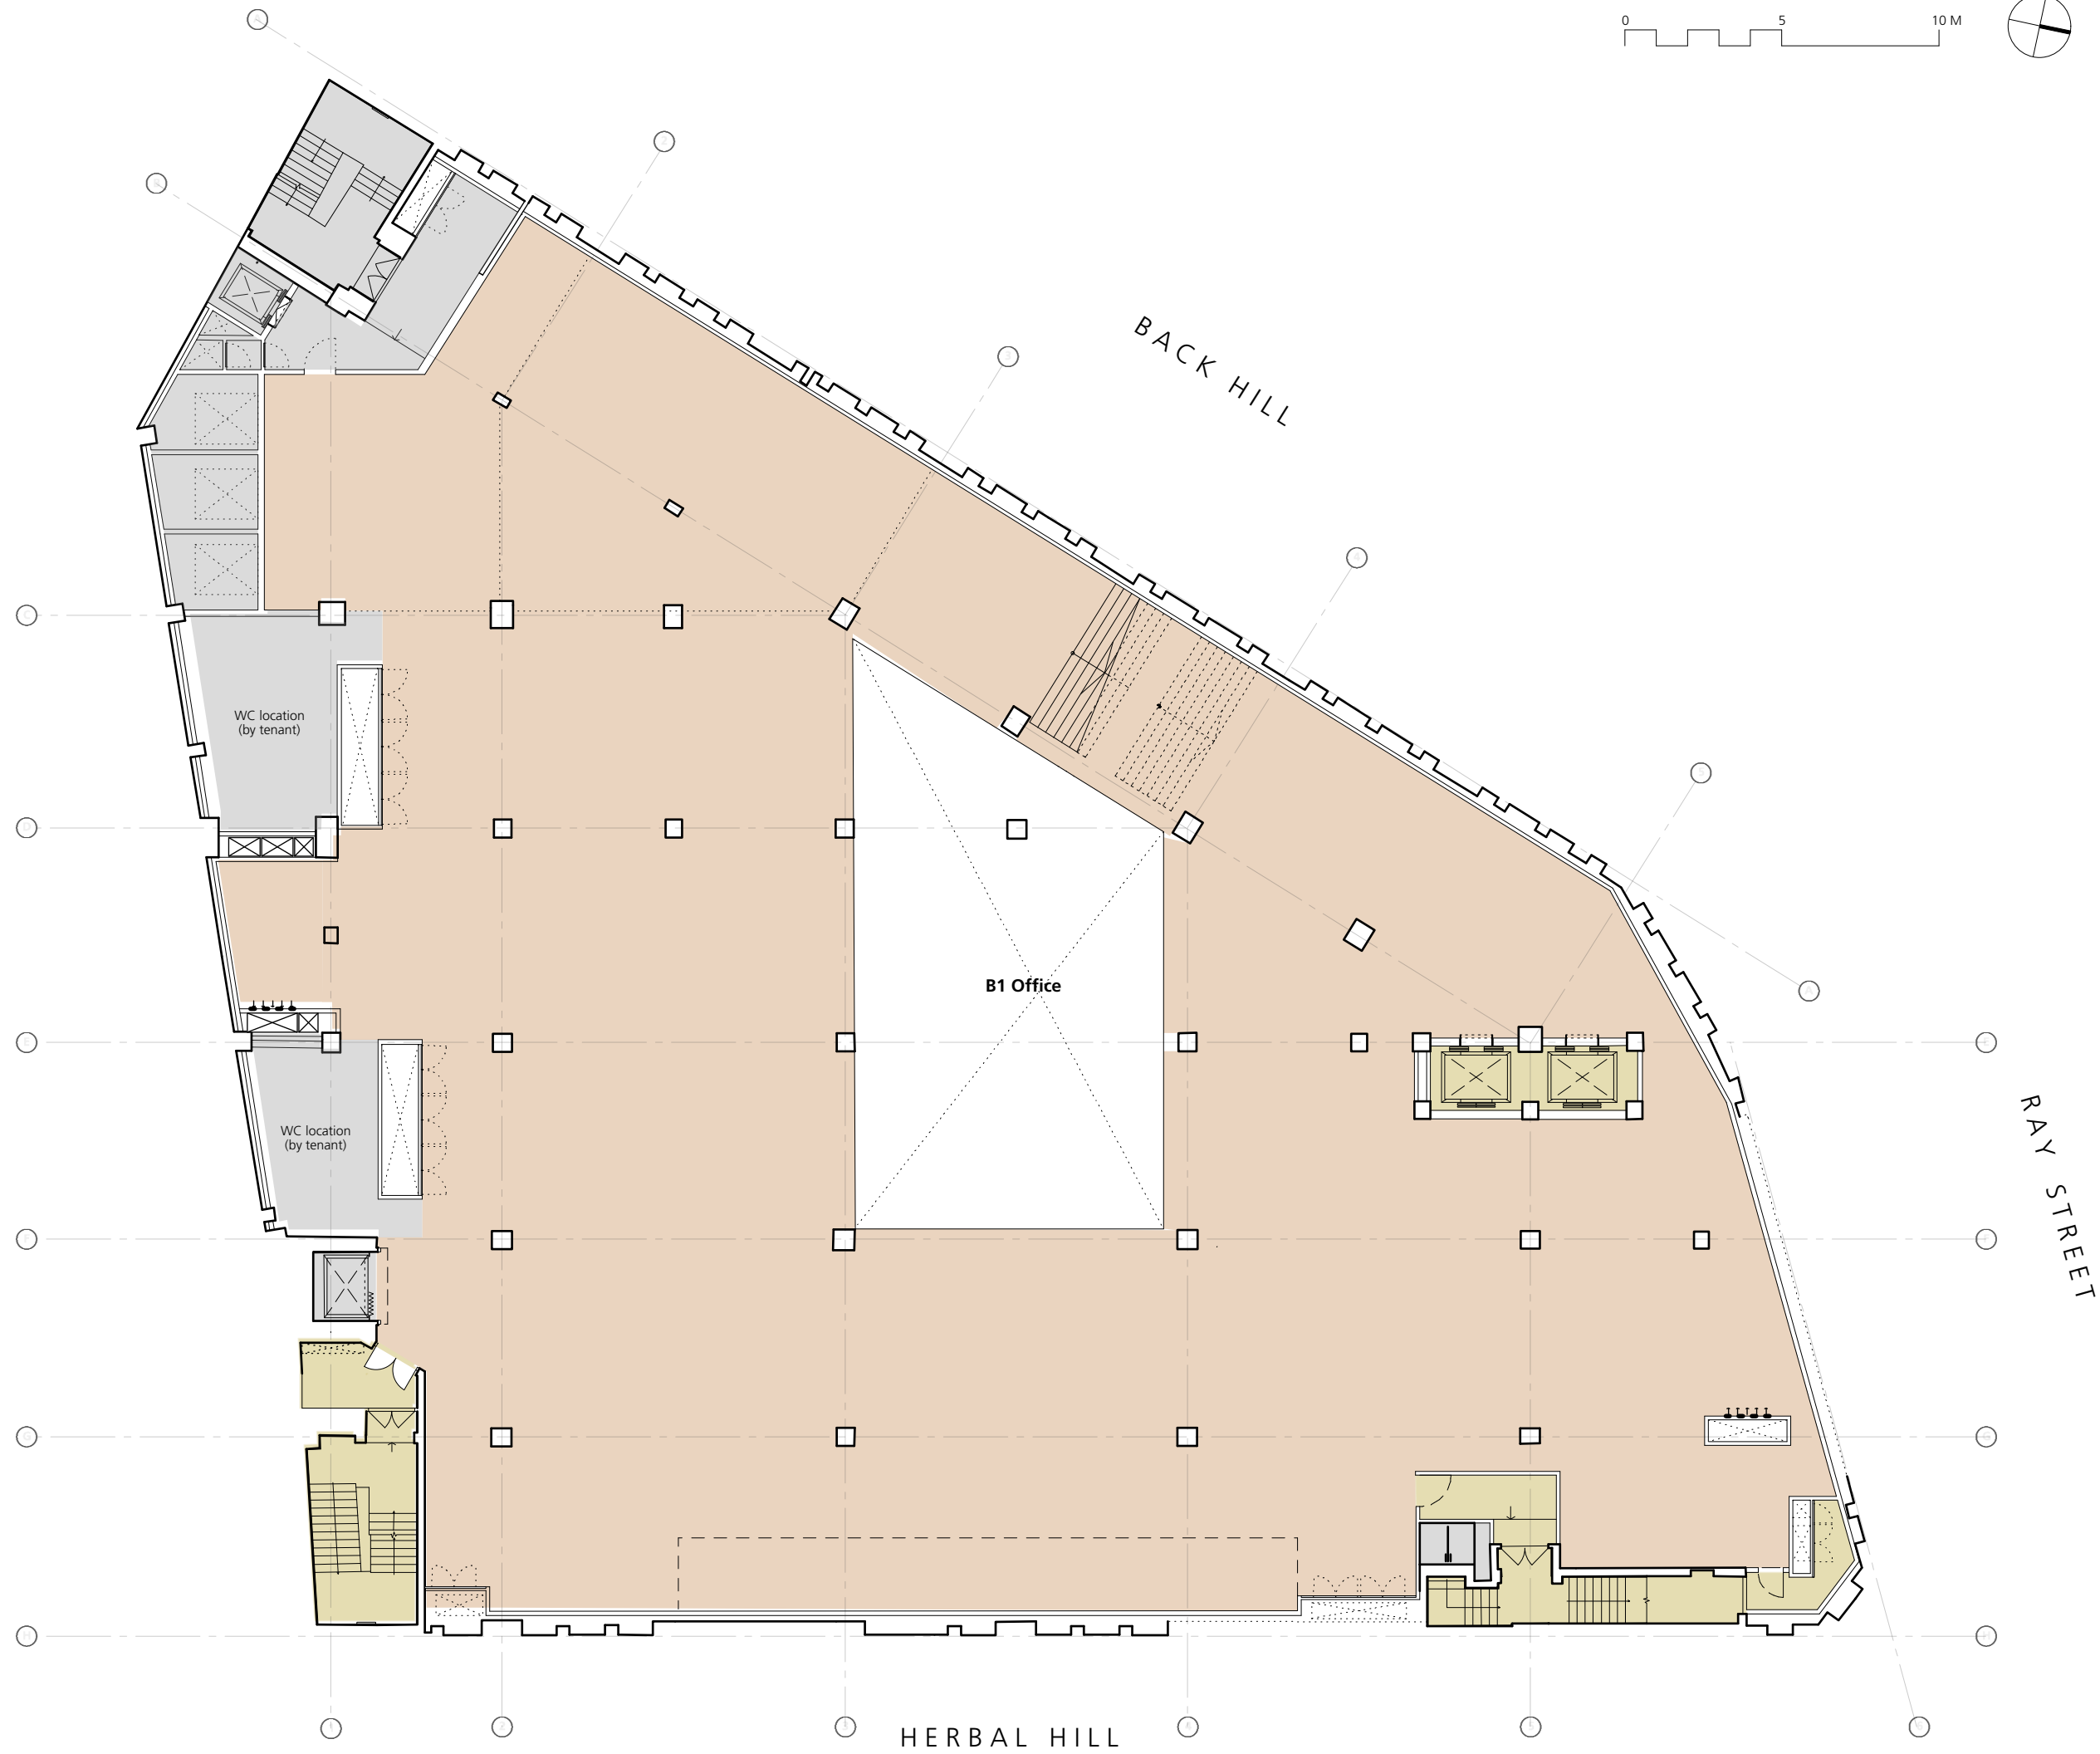 0 5 10 M
BACK HILL
WC location
(by tenant)
B1 Office
WC location
(by tenant)
RAY STREET
HERBAL HILL